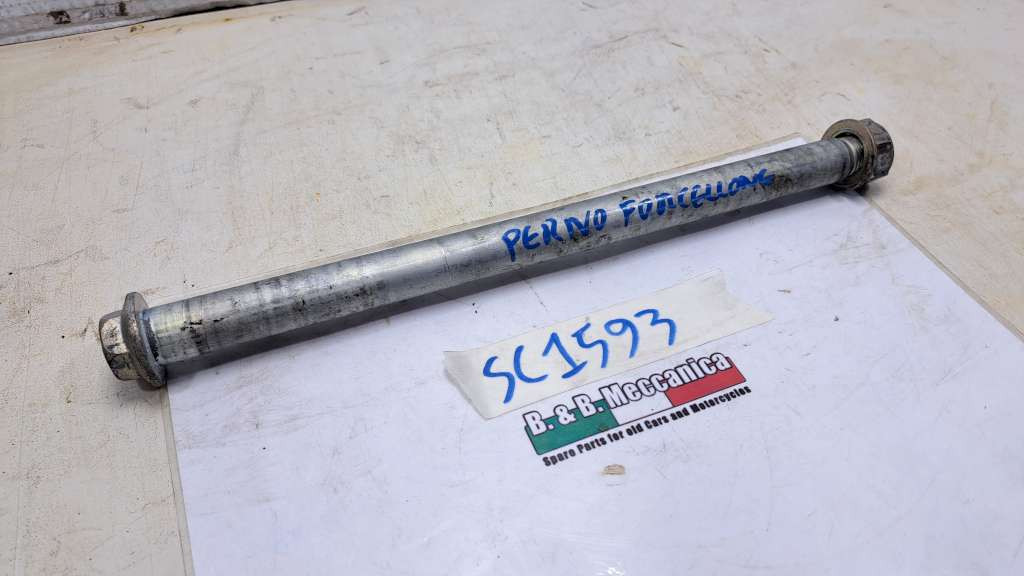 PERNO FORCELLONE
SC1593
B. & B. Meccanica
Spare Parts for old Cars and Motorcycles